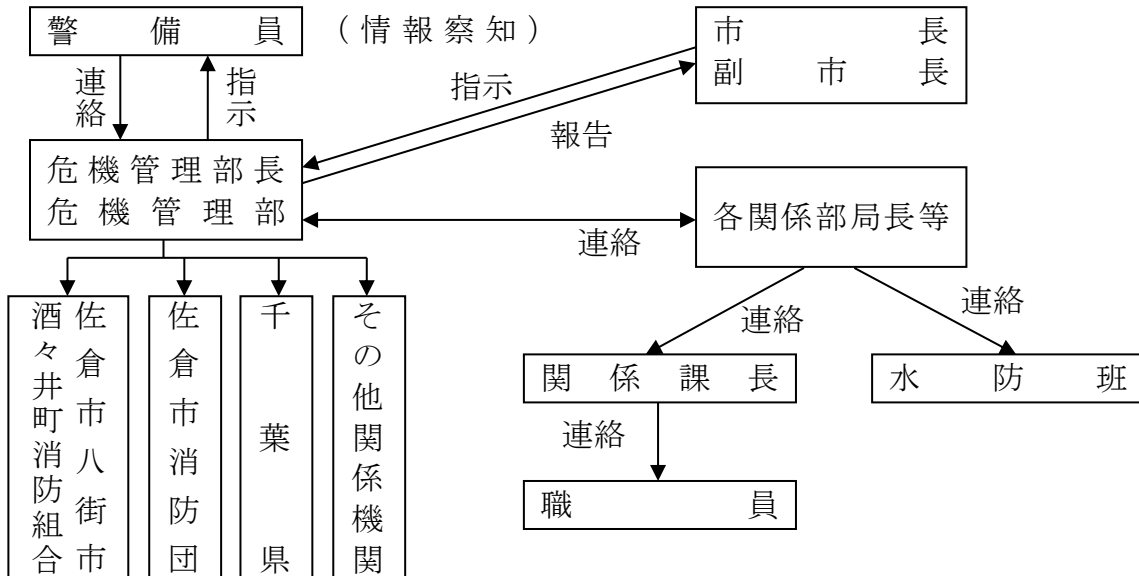 警備員
(情報察知)
市長
副市長
連絡
指示
指示
報告
危機管理部長
危機管理部
各関係部局長等
連絡
連絡
連絡
関係課長
水防班
連絡
職員
佐倉市八街市
酒々井町消防組合
佐倉市消防団
千葉県
その他関係機関